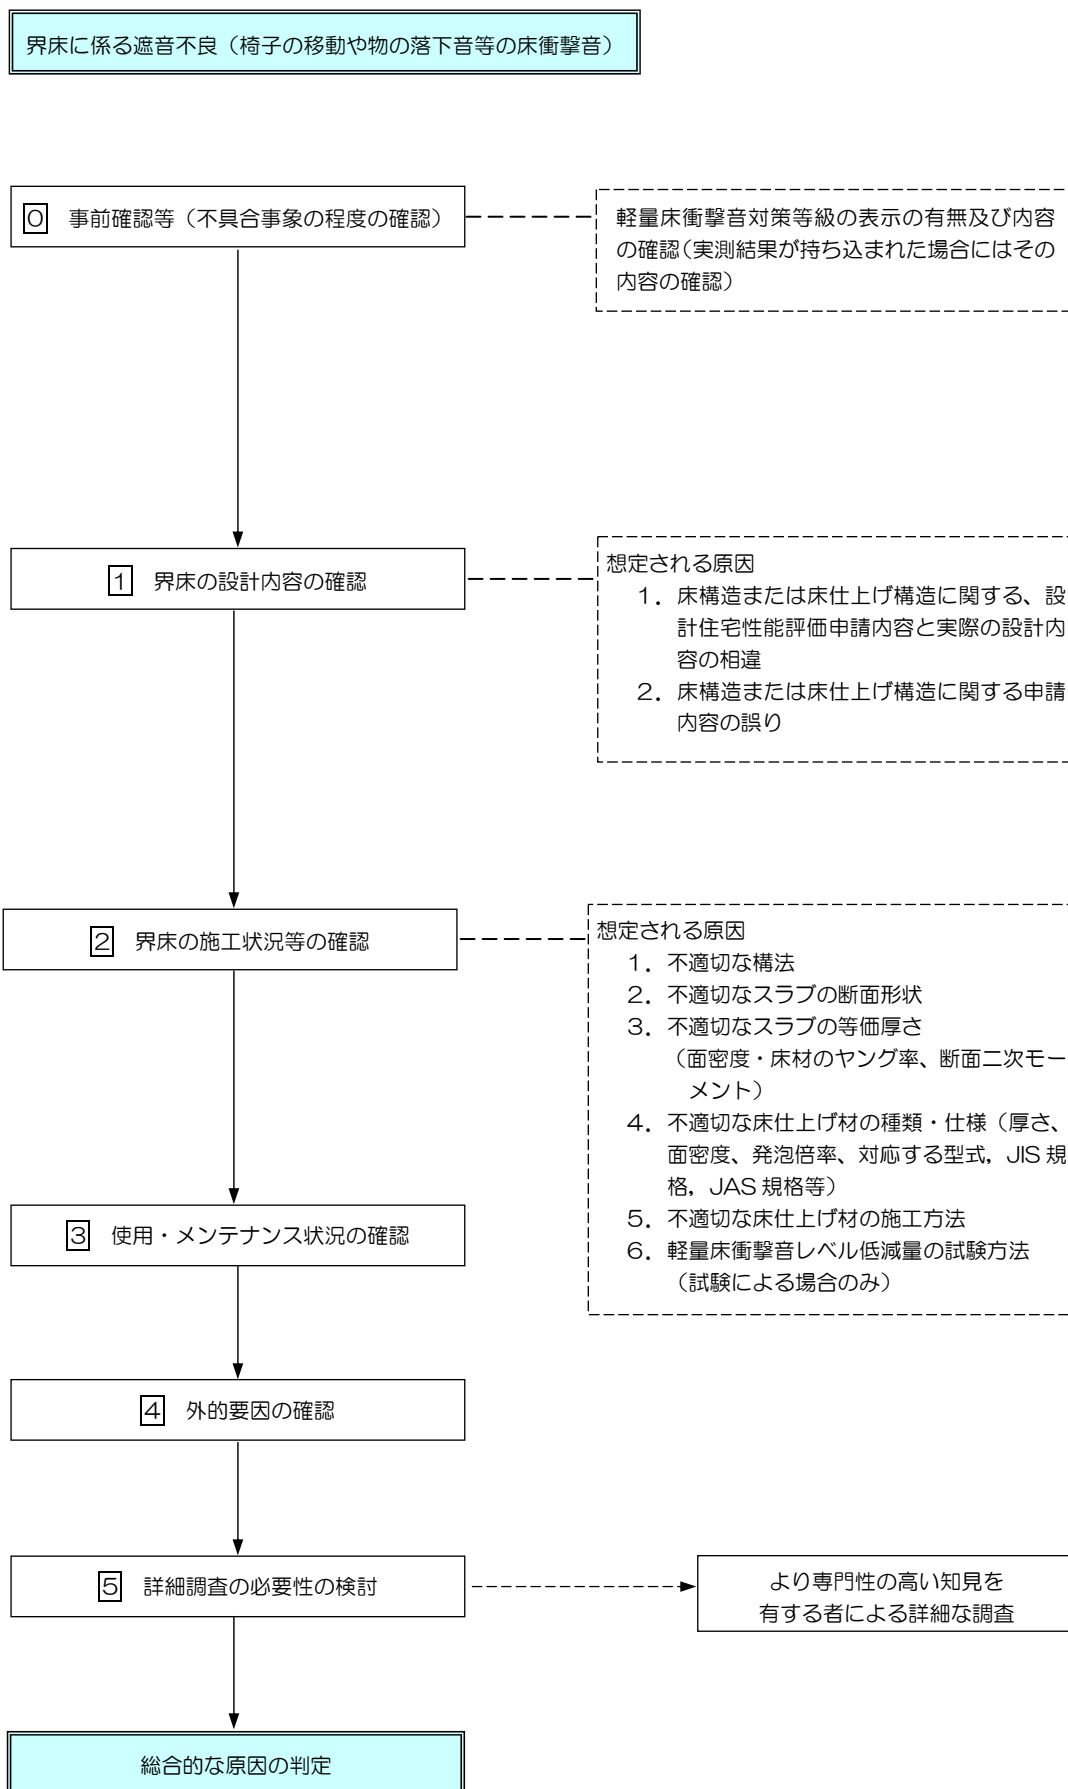 界床に係る遮音不良（椅子の移動や物の落下音等の床衝撃音）
0 事前確認等（不具合事象の程度の確認）
軽量床衝撃音対策等級の表示の有無及び内容
の確認（実測結果が持ち込まれた場合にはその
内容の確認）
1 界床の設計内容の確認
想定される原因
１．床構造または床仕上げ構造に関する、設
計住宅性能評価申請内容と実際の設計内
容の相違
２．床構造または床仕上げ構造に関する申請
内容の誤り
2 界床の施工状況等の確認
想定される原因
１．不適切な構法
２．不適切なスラブの断面形状
３．不適切なスラブの等価厚さ
（面密度・床材のヤング率、断面二次モー
メント）
４．不適切な床仕上げ材の種類・仕様（厚さ、
面密度、発泡倍率、対応する型式，JIS 規
格，JAS 規格等）
５．不適切な床仕上げ材の施工方法
６．軽量床衝撃音レベル低減量の試験方法
（試験による場合のみ）
3 使用・メンテナンス状況の確認
4 外的要因の確認
5 詳細調査の必要性の検討
より専門性の高い知見を
有する者による詳細な調査
総合的な原因の判定